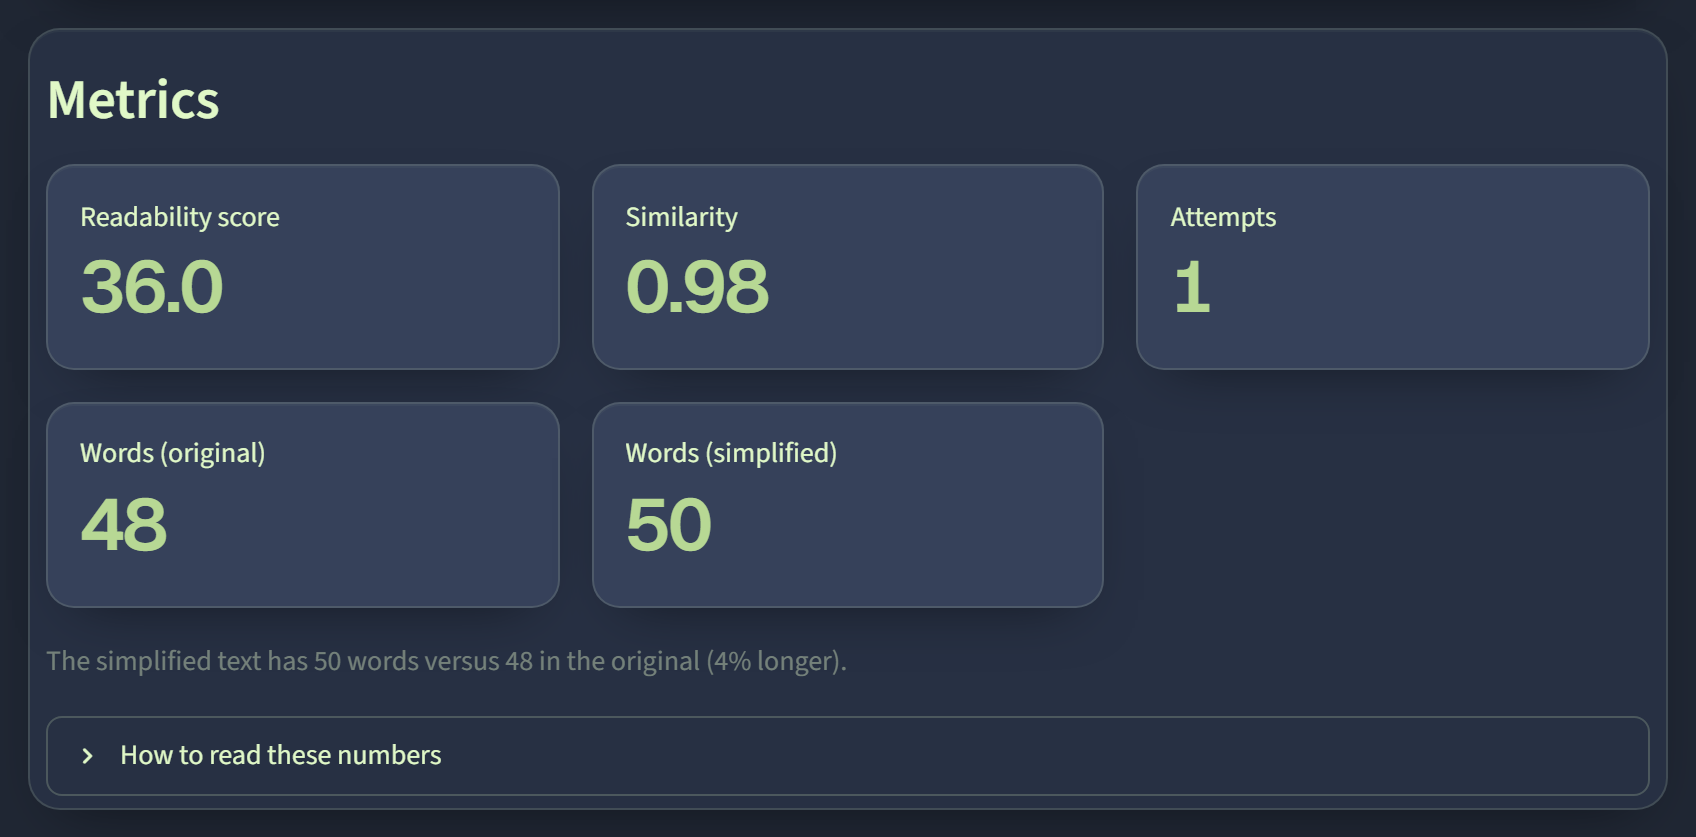 Metrics
Readability score
36.0
Similarity
0.98
Attempts
1
Words (original)
48
Words (simplified)
50
The simplified text has 50 words versus 48 in the original (4% longer).
How to read these numbers